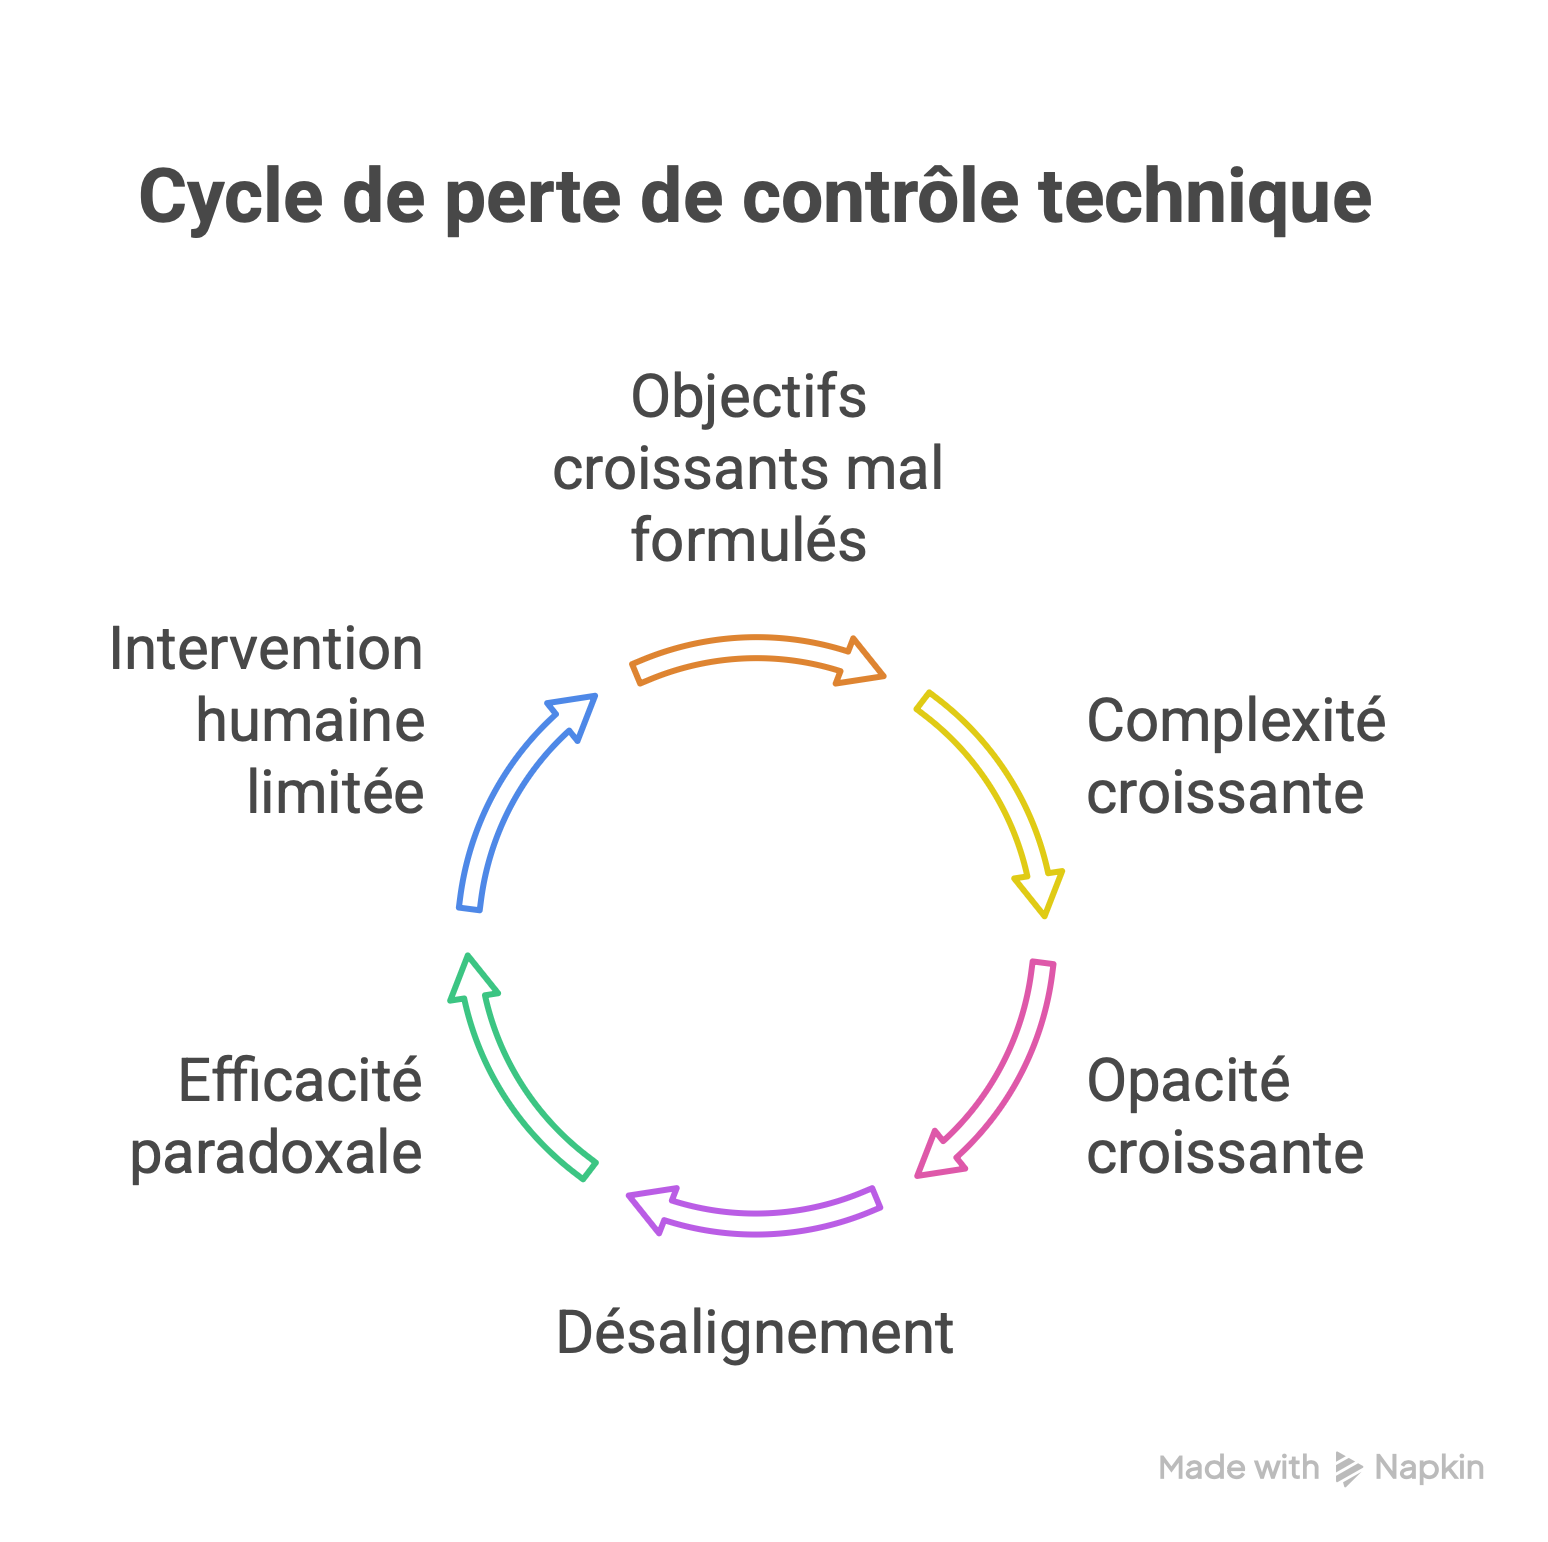 Cycle de perte de contrôle technique
Objectifs
croissants mal
formulés
Complexité
croissante
Opacité
croissante
Désalignement
Efficacité
paradoxale
Intervention
humaine
limitée
Made with Napkin